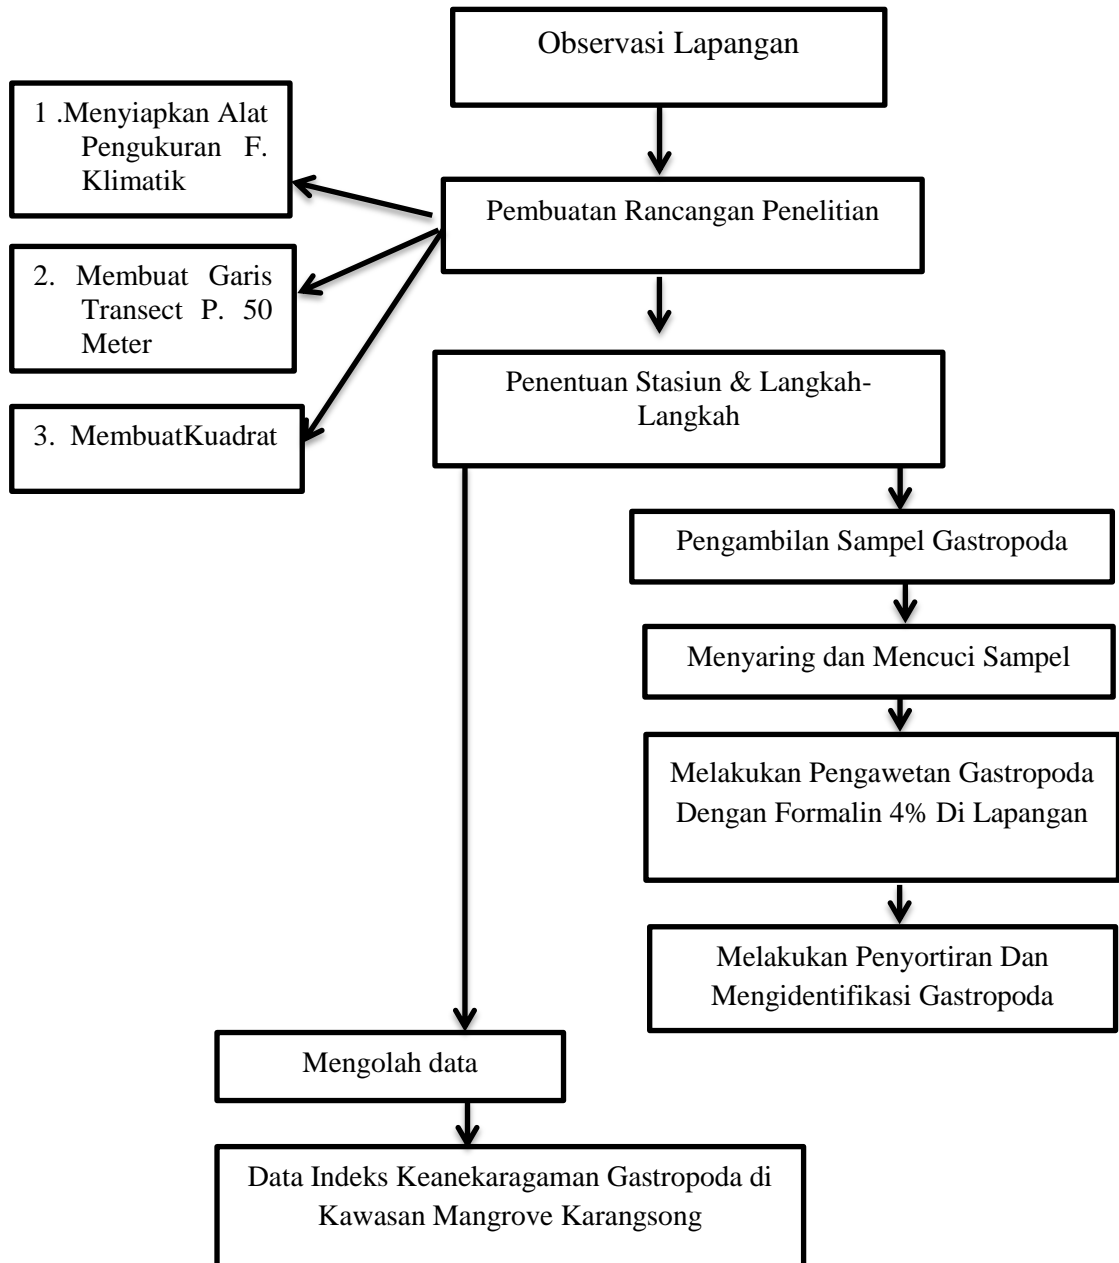 Observasi Lapangan
1 .Menyiapkan Alat
Pengukuran F.
Klimatik
Pembuatan Rancangan Penelitian
2. Membuat Garis
Transect P. 50
Meter
3. MembuatKuadrat
Penentuan Stasiun & Langkah-
Langkah
Pengambilan Sampel Gastropoda
Menyaring dan Mencuci Sampel
Melakukan Pengawetan Gastropoda
Dengan Formalin 4% Di Lapangan
Melakukan Penyortiran Dan
Mengidentifikasi Gastropoda
Mengolah data
Data Indeks Keanekaragaman Gastropoda di
Kawasan Mangrove Karangsong